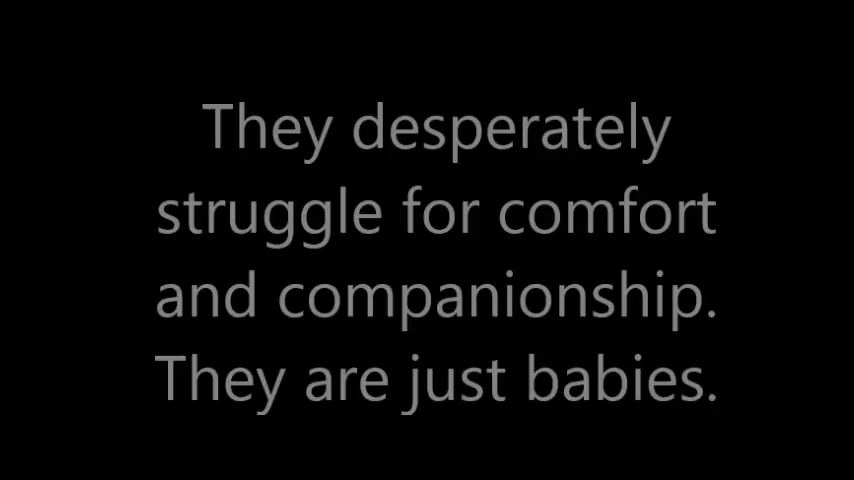 They desperately
struggle for comfort
and companionship.
They are just babies.